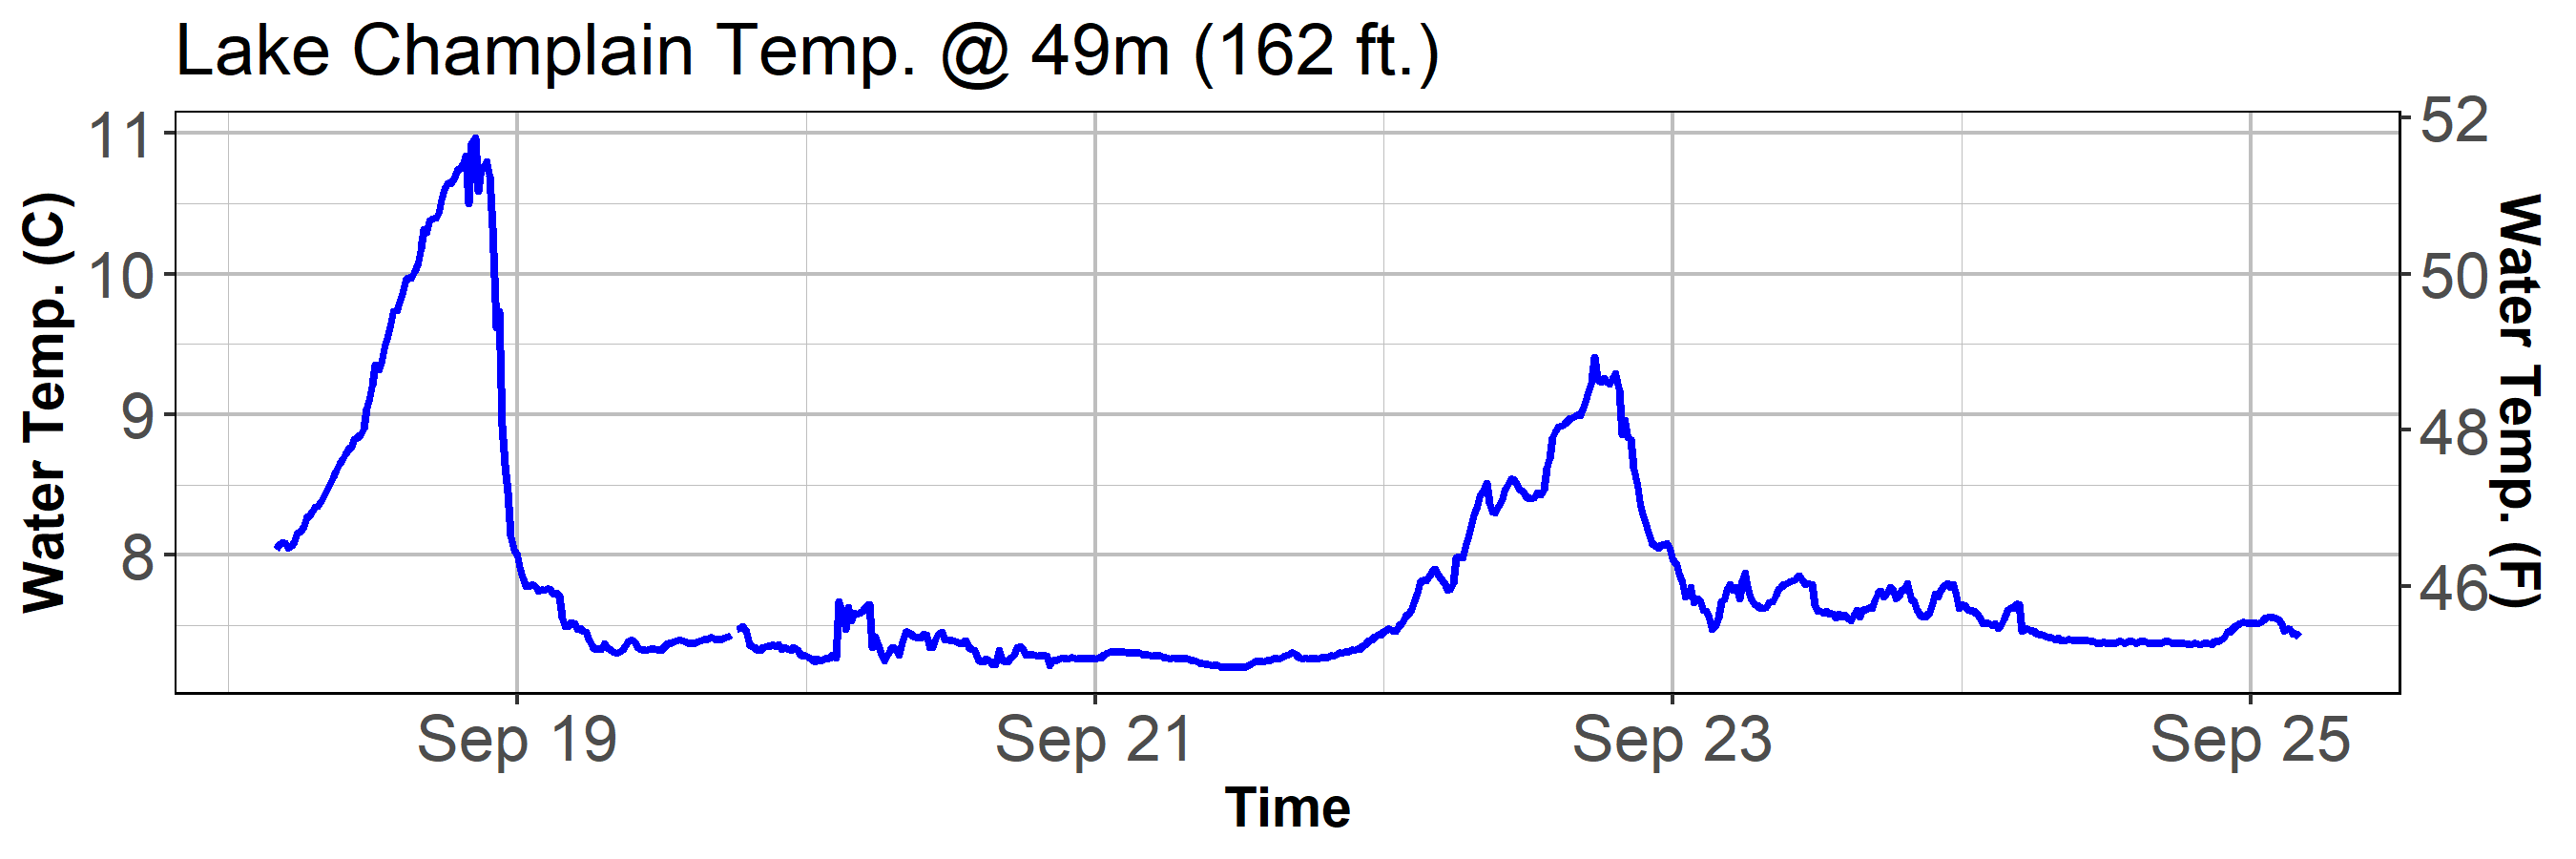 Lake Champlain Temp. @ 49m (162 ft.)
Water Temp. (C)
11
10
9
8
52
50
48
46
Water Temp. (F)
Sep 19 Sep 21 Sep 23 Sep 25
Time